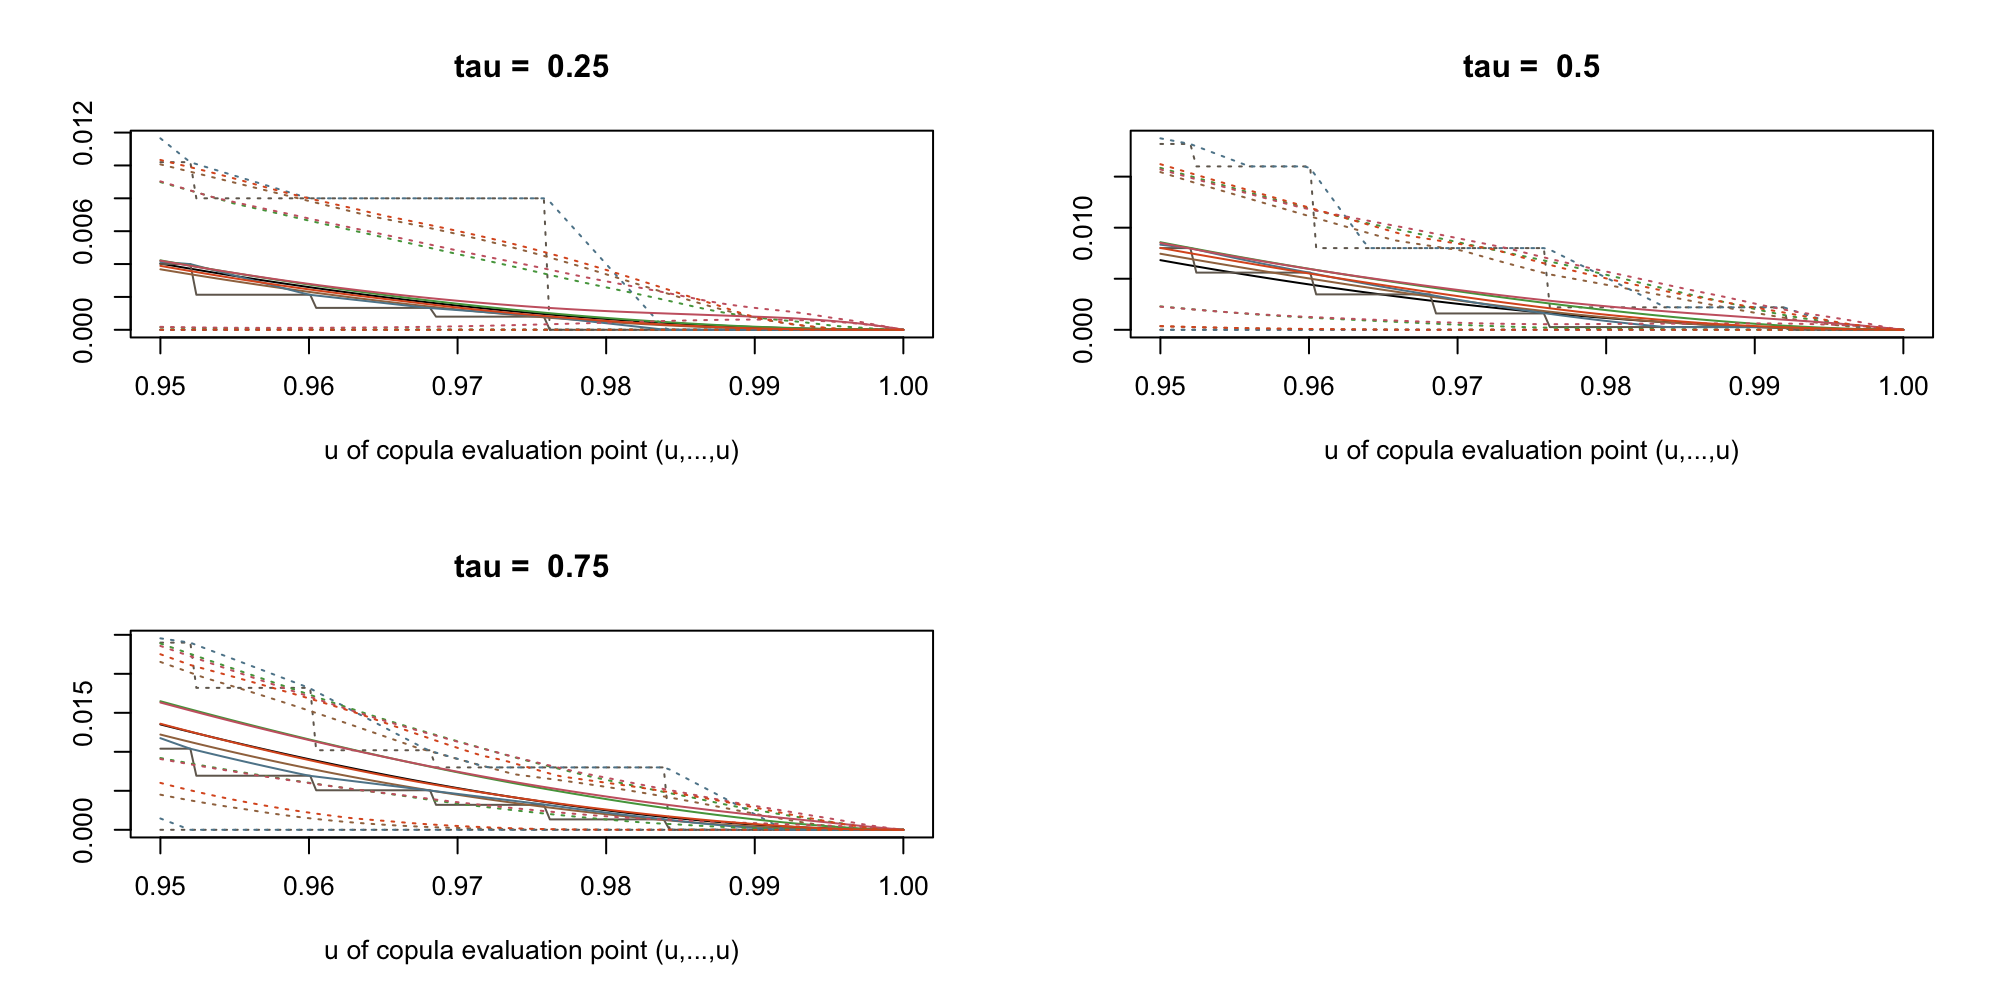 tau =  0.25
0.012
0.006
0.000
0.95 0.96 0.97 0.98 0.99 1.00
u of copula evaluation point (u,...,u)
tau =  0.5
0.010
0.000
0.95 0.96 0.97 0.98 0.99 1.00
u of copula evaluation point (u,...,u)
tau =  0.75
0.015
0.000
0.95 0.96 0.97 0.98 0.99 1.00
u of copula evaluation point (u,...,u)